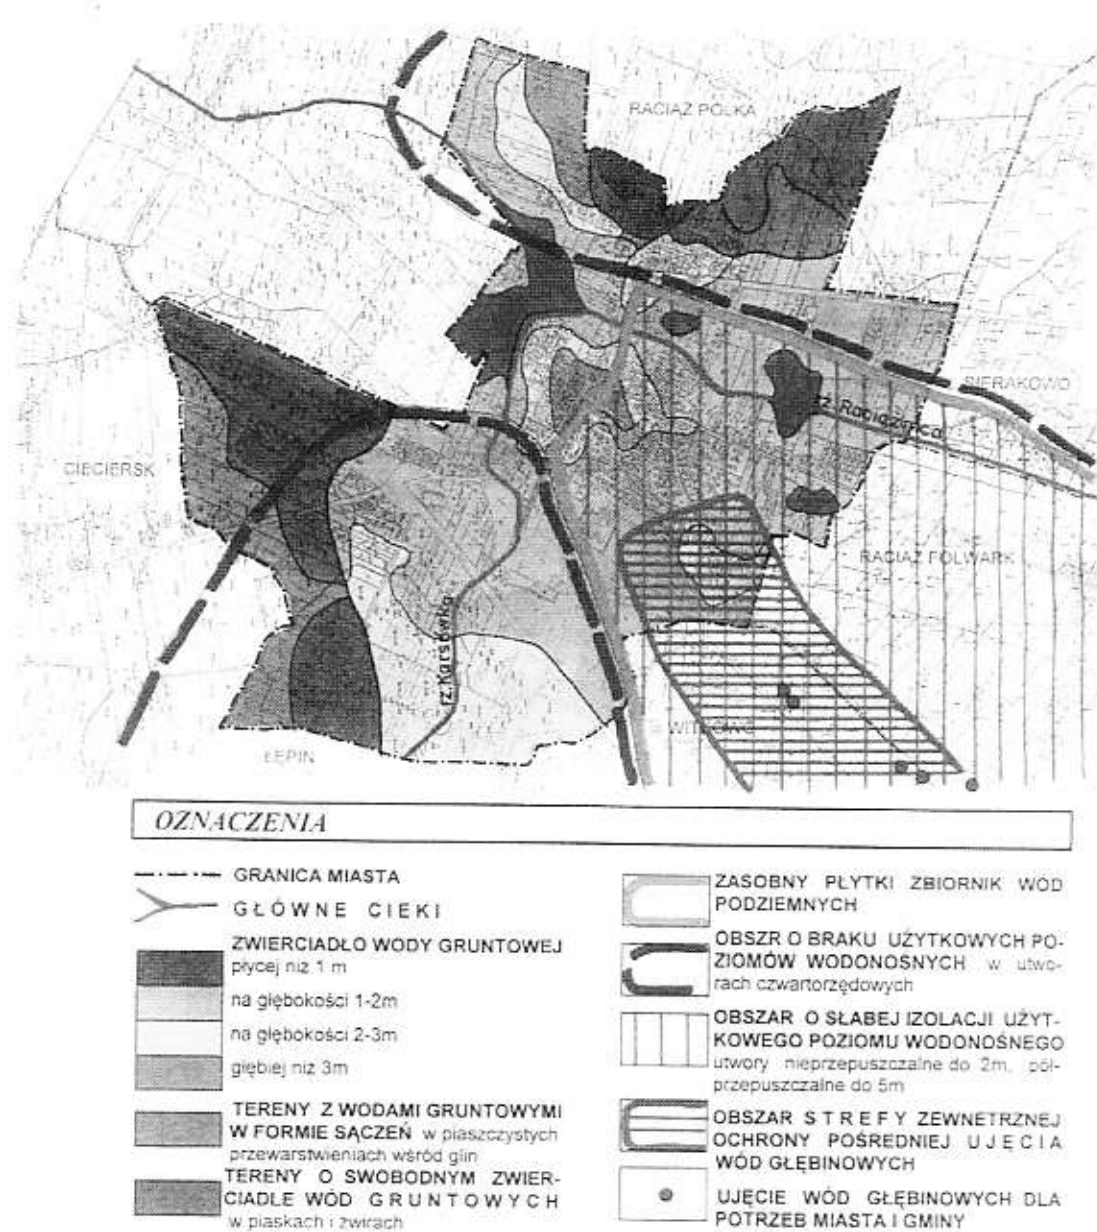 RACIĄŻ POLKA
SIERAKOWO
rz. Raciążnica
CIECIERSK
RACIĄŻ FOLWARK
rz.Karsówka
WITKOWO
ŁĘPIN
OZNACZENIA
GRANICA MIASTA
GŁÓWNE CIEKI
ZWIERCIADŁO WODY GRUNTOWEJ
płycej niż 1 m
na głębokości 1-2m
na głębokości 2-3m
głębiej niż 3m
TERENY Z WODAMI GRUNTOWYMI
W FORMIE SĄCZEŃ w piaszczystych
przewarstwieniach wśród glin
TERENY O SWOBODNYM ZWIER-
CIADLE WÓD GRUNTOWYCH
w piaskach i żwirach
ZASOBNY PŁYTKI ZBIORNIK WÓD
PODZIEMNYCH
OBSZR O BRAKU UŻYTKOWYCH PO-
ZIOMÓW WODONOSNYCH w utwo-
rach czwartorzędowych
OBSZAR O SŁABEJ IZOLACJI UŻYT-
KOWEGO POZIOMU WODONOŚNEGO
utwory nieprzepuszczalne do 2m, pół-
przepuszczalne do 5m
OBSZAR STREFY ZEWNETRZNEJ
OCHRONY POŚREDNIEJ UJĘCIA
WÓD GŁĘBINOWYCH
UJĘCIE WÓD GŁĘBINOWYCH DLA
POTRZEB MIASTA I GMINY